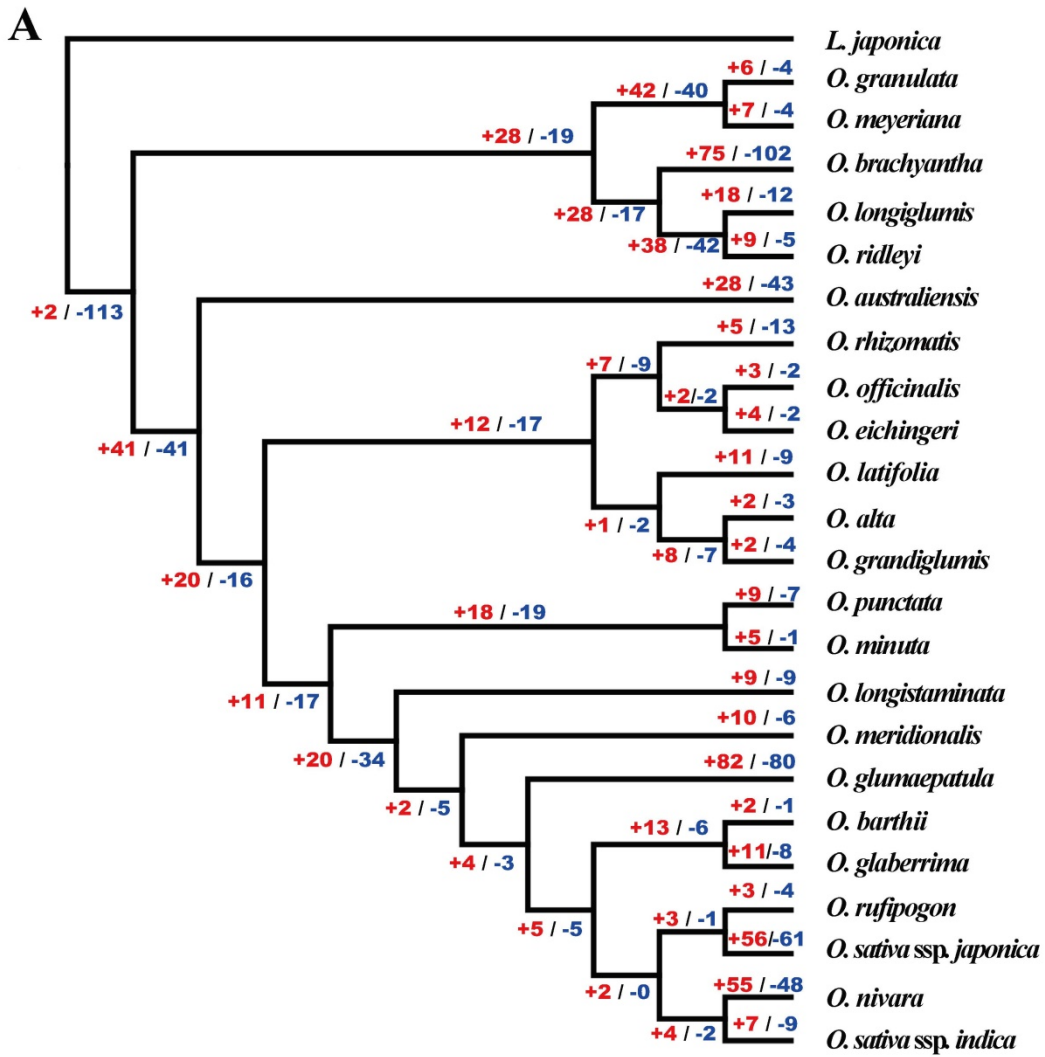 A
L. japonica
+6 / -4
O. granulata
+42 / -40
+7 / -4
O. meyeriana
+28 / -19
+75 / -102
O. brachyantha
+18 / -12
O. longiglumis
+28 / -17
+38 / -42
+9 / -5
O. ridleyi
+28 / -43
O. australiensis
+2 / -113
+5 / -13
O. rhizomatis
+7 / -9
+3 / -2
O. officinalis
+2/-2
+4 / -2
O. eichingeri
+12 / -17
+41 / -41
+11 / -9
O. latifolia
+2 / -3
O. alta
+1 / -2
+8 / -7
+2 / -4
O. grandiglumis
+20 / -16
+9 / -7
O. punctata
+18 / -19
+5 / -1
O. minuta
+9 / -9
O. longistaminata
+11 / -17
+10 / -6
O. meridionalis
+20 / -34
+82 / -80
O. glumaepatula
+2 / -5
+2 / -1
O. barthii
+13 / -6
+11/-8
O. glaberrima
+4 / -3
+3 / -4
O. rufipogon
+3 / -1
+5 / -5
+56/-61
O. sativa ssp. japonica
+55 / -48
O. nivara
+2 / -0
+4 / -2
+7 / -9
O. sativa ssp. indica